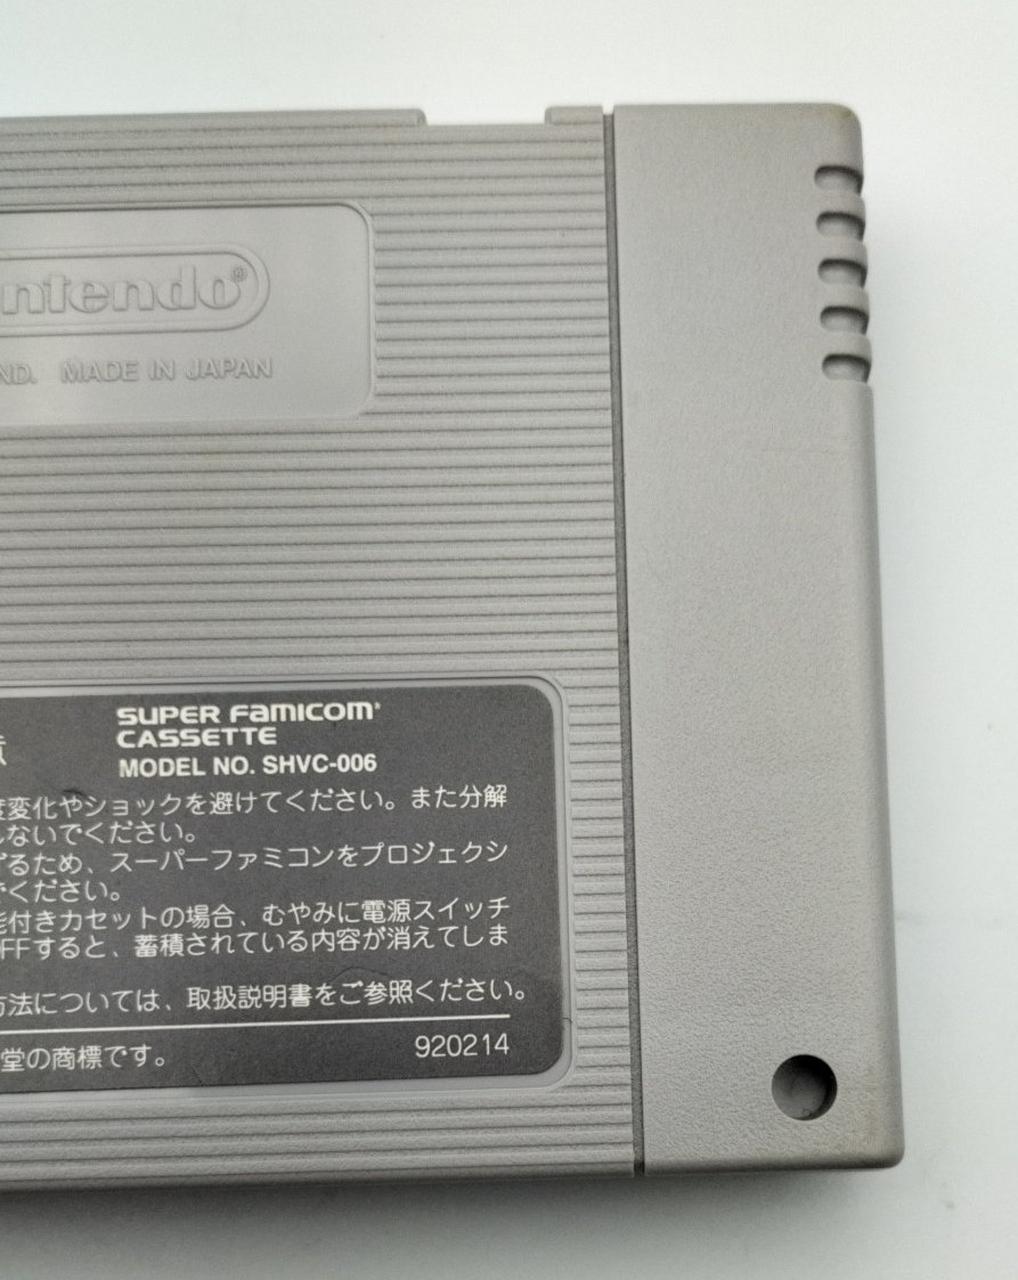 ntendo®
ND. MADE IN JAPAN
SUPER FAMICOM
CASSETTE
MODEL NO. SHVC-006
度変化やショックを避けてください。また分解
しないでください。
るため、スーパーファミコンをプロジェクシ
でください。
能付きカセットの場合、むやみに電源スイッチ
OFFすると、蓄積されている内容が消えてしま
方法については、取扱説明書をご参照ください。
堂の商標です。 920214